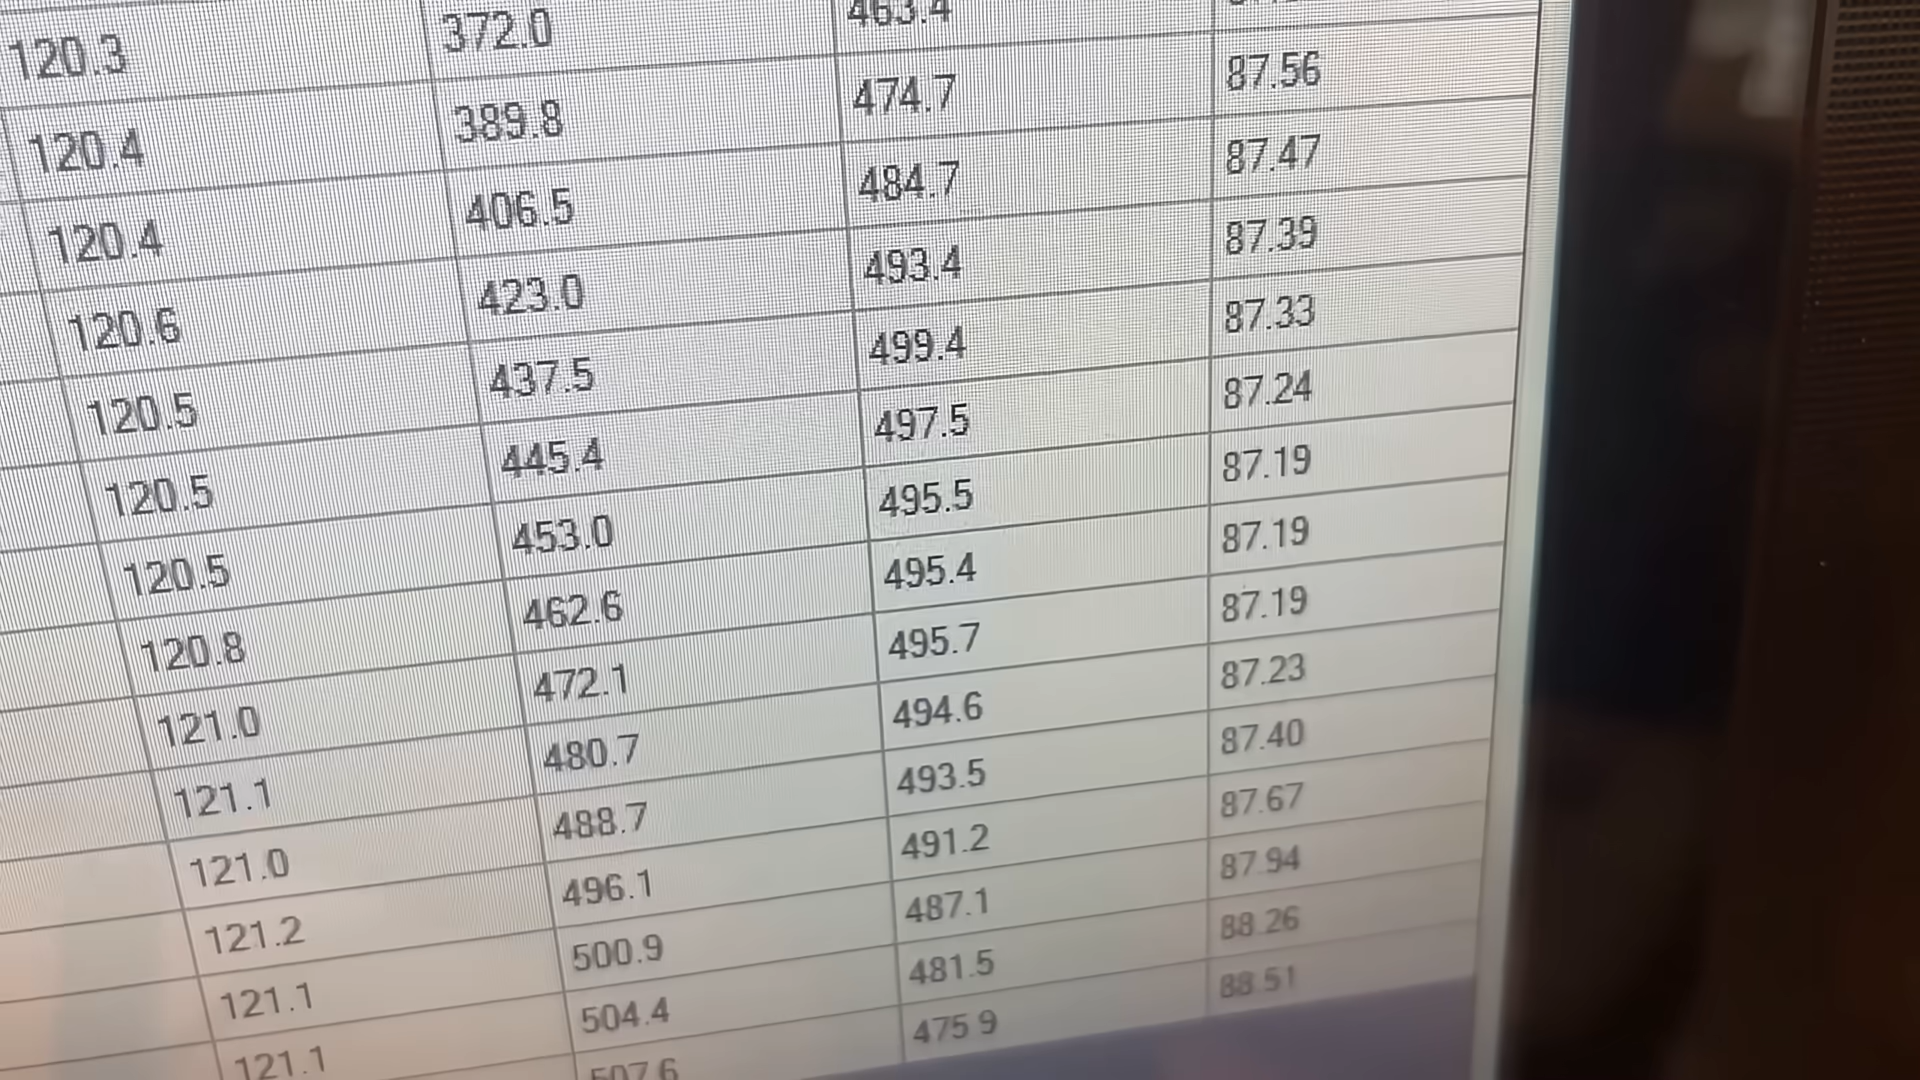 120.3 372.0 463.4
120.4 389.8 474.7 87.56
120.4 406.5 484.7 87.47
120.6 423.0 493.4 87.39
120.5 437.5 499.4 87.33
120.5 445.4 497.5 87.24
120.5 453.0 495.5 87.19
120.8 462.6 495.4 87.19
121.0 472.1 495.7 87.19
121.1 480.7 494.6 87.23
121.0 488.7 493.5 87.40
121.2 496.1 491.2 87.67
121.1 500.9 487.1 87.94
121.1 504.4 481.5 88.26
507.6 475.9 88.51